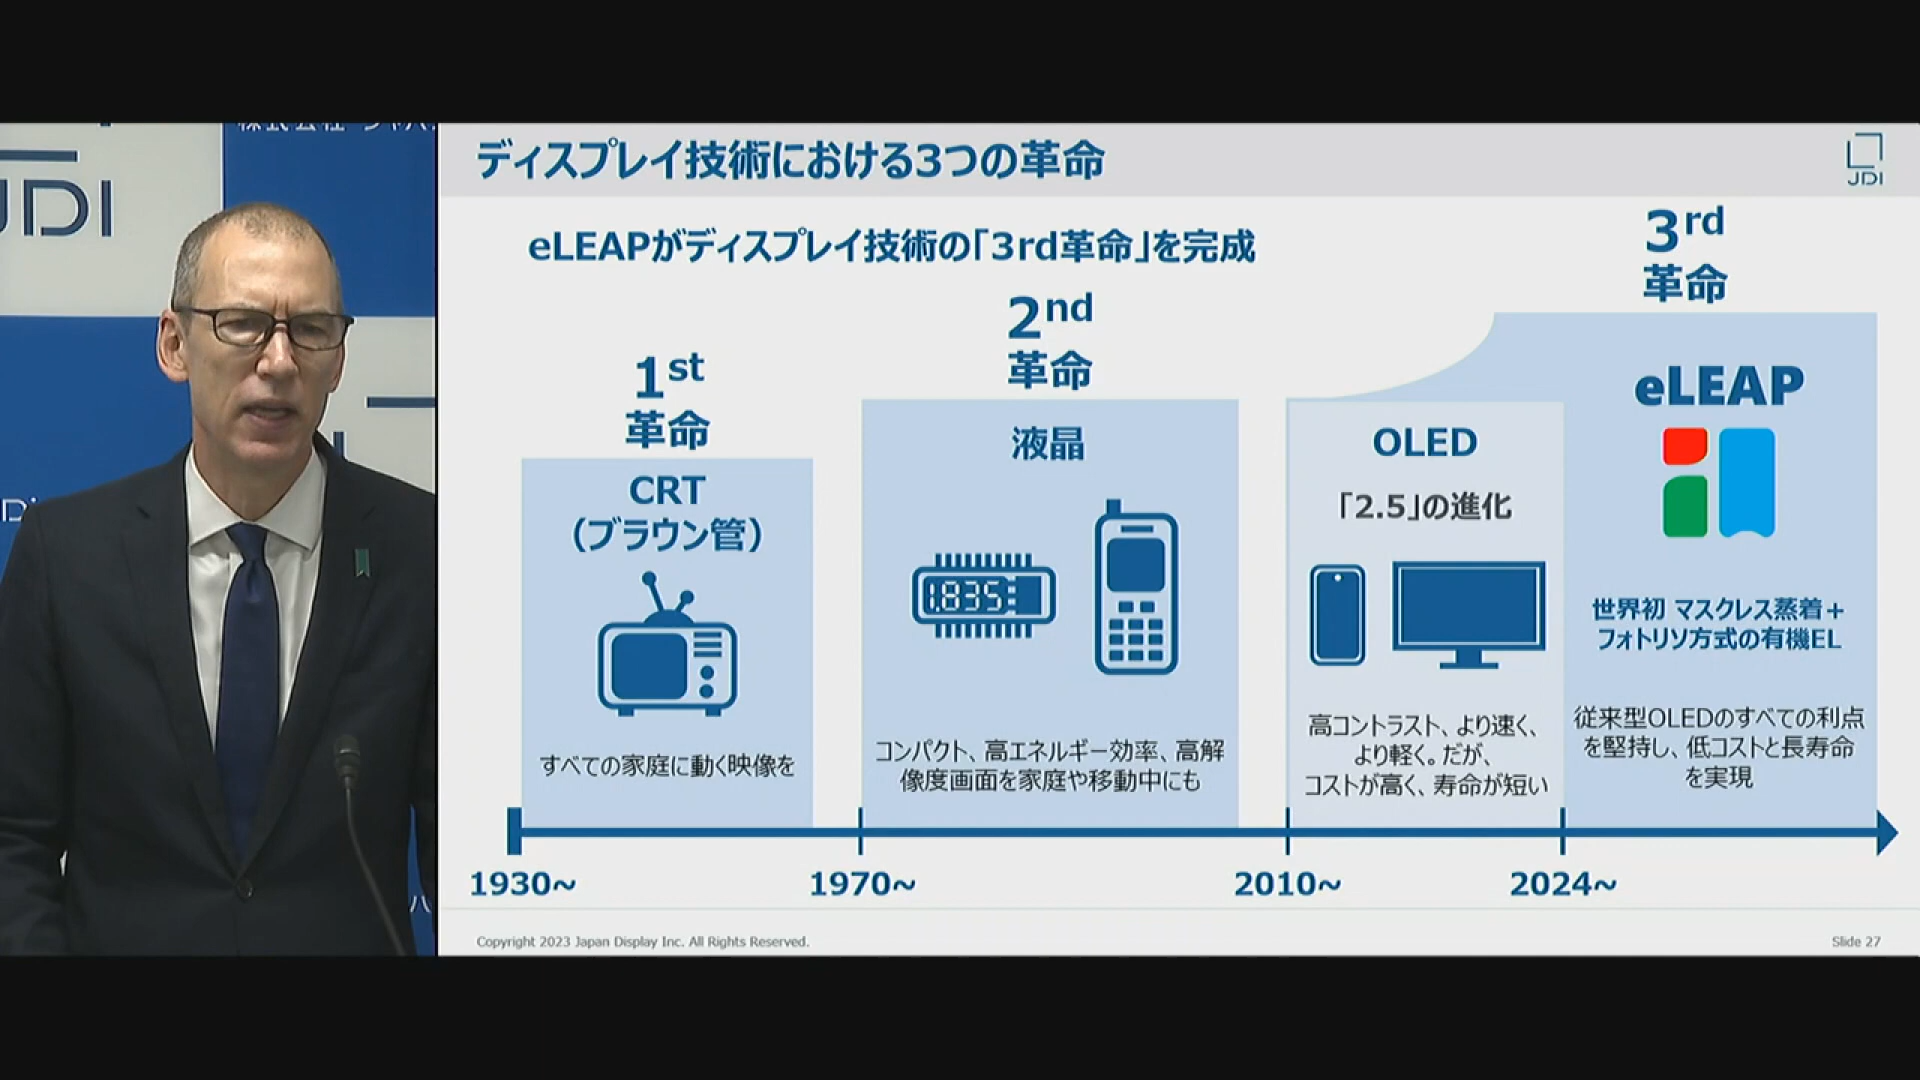 JDI
ディスプレイ技術における3つの革命
JDI
eLEAPがディスプレイ技術の「3rd革命」を完成
1st
革命
CRT
（ブラウン管）
すべての家庭に動く映像を
2nd
革命
液晶
1.835
コンパクト、高エネルギー効率、高解
像度画面を家庭や移動中にも
OLED
「2.5」の進化
高コントラスト、より速く、
より軽く。だが、
コストが高く、寿命が短い
3rd
革命
eLEAP
世界初 マスクレス蒸着＋
フォトリソ方式の有機EL
従来型OLEDのすべての利点
を堅持し、低コストと長寿命
を実現
1930~
1970~
2010~
2024~
Copyright 2023 Japan Display Inc. All Rights Reserved.
Slide 27